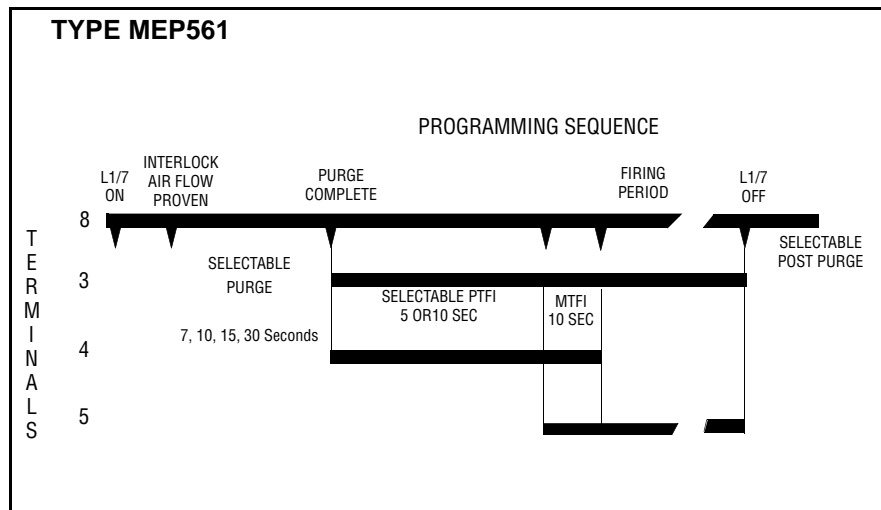 TYPE MEP561
PROGRAMMING SEQUENCE
L1/7
ON
INTERLOCK
AIR FLOW
PROVEN
PURGE
COMPLETE
FIRING
PERIOD
L1/7
OFF
TERMINALS
8
SELECTABLE
POST PURGE
3
SELECTABLE
PURGE
SELECTABLE PTFI
5 OR10 SEC
MTFI
10 SEC
7, 10, 15, 30 Seconds
4
5